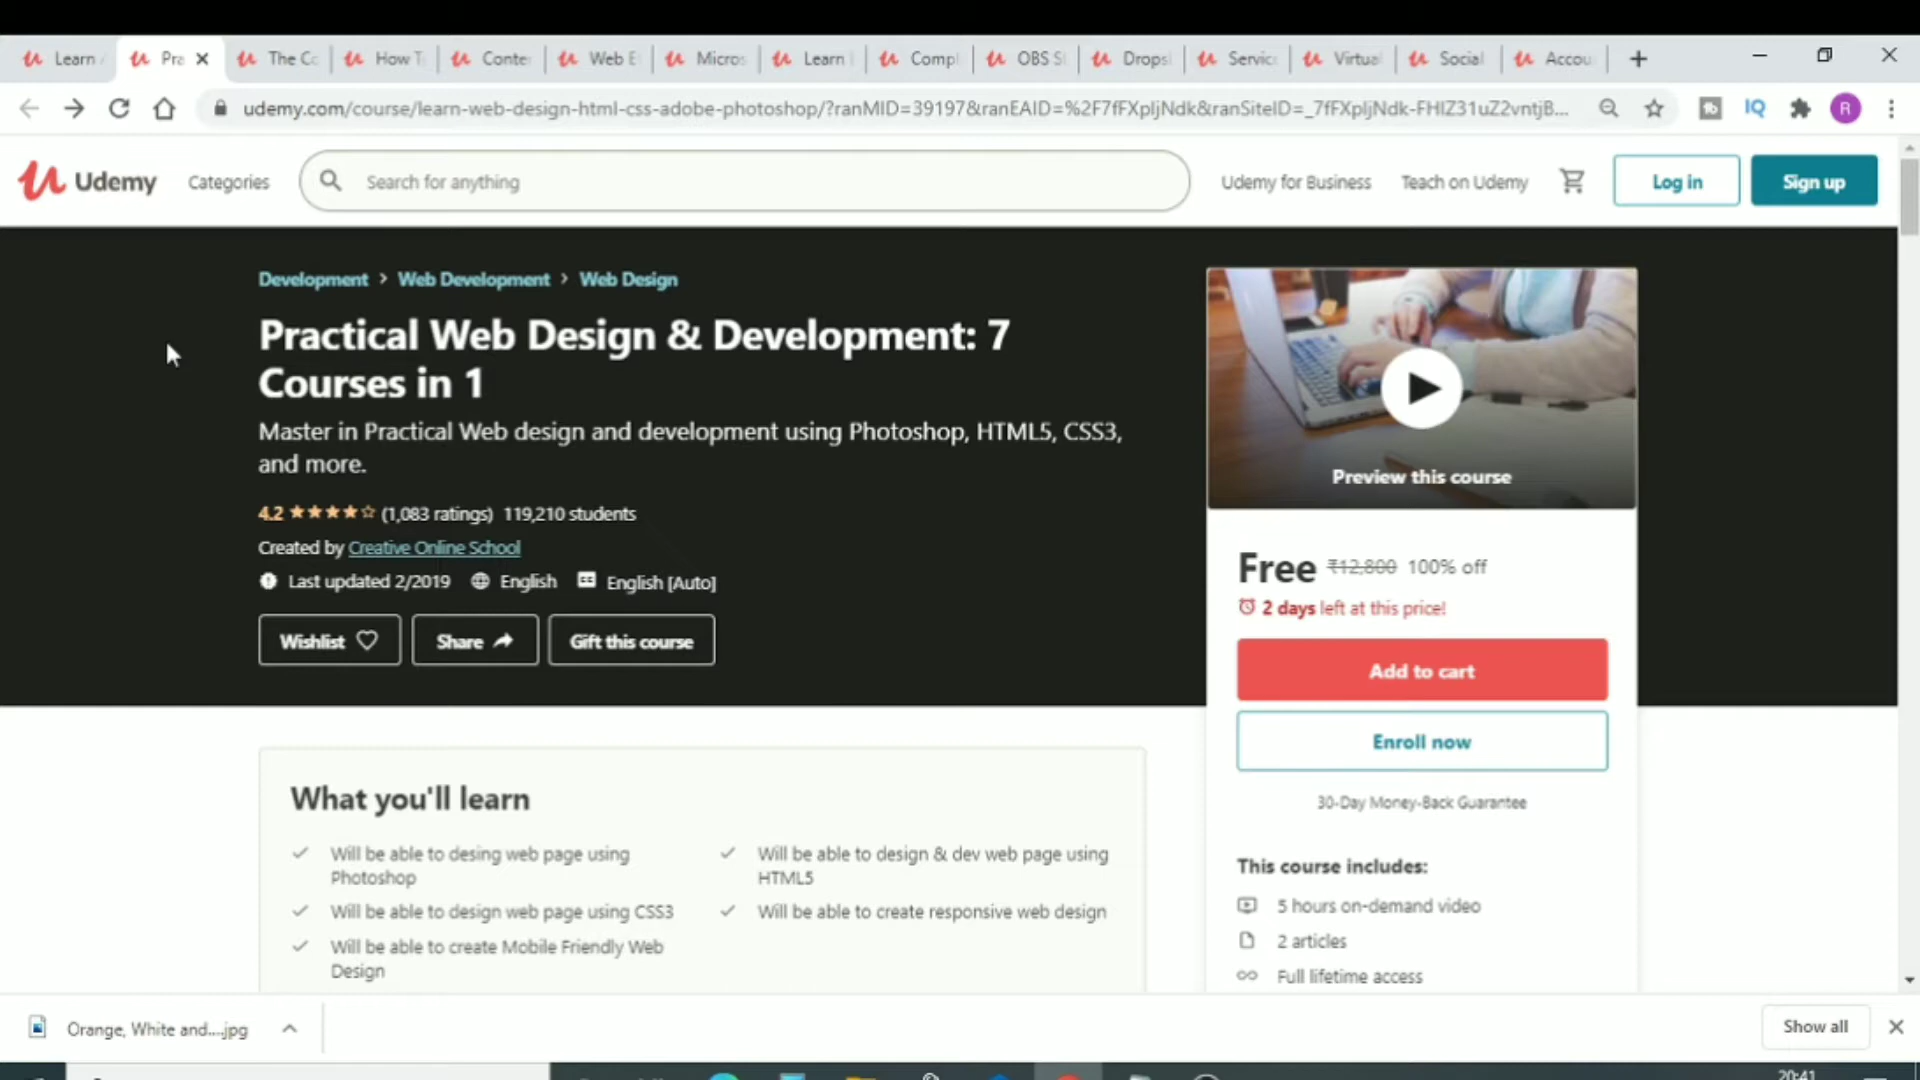 Learn
Pra
The Co
How T
Conte
Web E
Micros
Learn
Compl
OBS St
Drops
Servic
Virtual
Social
Accou
udemy.com/course/learn-web-design-html-css-adobe-photoshop/?ranMID=39197&ranEAID=%2F7fFXpljNdk&ranSiteID=_7fFXpljNdk-FHIZ31uZ2vntjB...
IQ
R
Udemy
Categories
Search for anything
Udemy for Business
Teach on Udemy
Log in
Sign up
Development > Web Development > Web Design
Practical Web Design & Development: 7
Courses in 1
Master in Practical Web design and development using Photoshop, HTML5, CSS3,
and more.
4.2 (1,083 ratings) 119,210 students
Created by Creative Online School
Last updated 2/2019 English English [Auto]
Wishlist
Share
Gift this course
Preview this course
Free ₹12,800 100% off
2 days left at this price!
Add to cart
Enroll now
30-Day Money-Back Guarantee
This course includes:
5 hours on-demand video
2 articles
Full lifetime access
What you'll learn
Will be able to desing web page using
Photoshop
Will be able to design & dev web page using
HTML5
Will be able to design web page using CSS3
Will be able to create responsive web design
Will be able to create Mobile Friendly Web
Design
Orange, White and....jpg
Show all
20:41